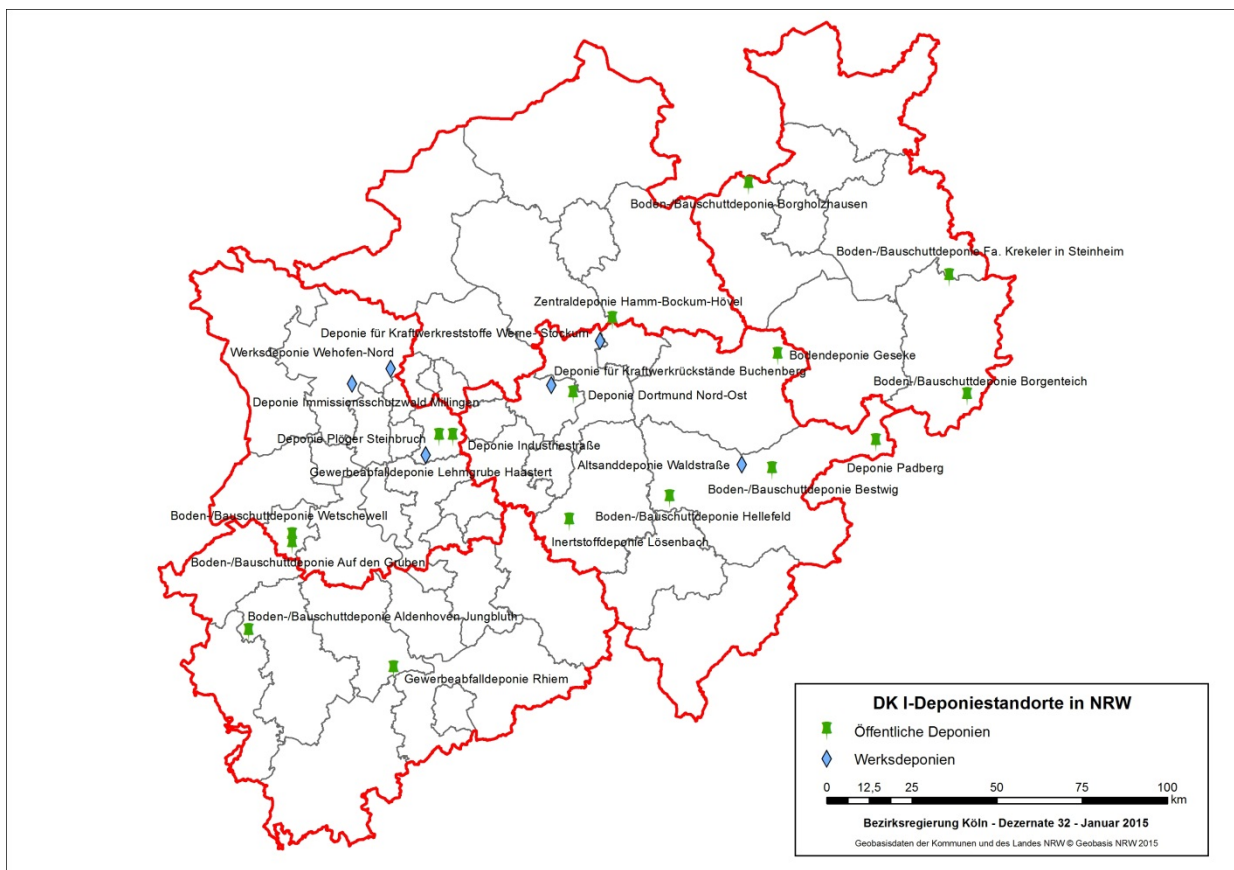 Boden-/Bauschuttdeponie Borgholzhausen
Boden-/Bauschuttdeponie Fa. Krekeler in Steinheim
Zentraldeponie Hamm-Bockum-Hövel
Deponie für Kraftwerkreststoffe Werne- Stockum
Werksdeponie Wehofen-Nord
Bodendeponie Geseke
Deponie für Kraftwerkrückstände Buchenberg
Boden-/Bauschuttdeponie Borgenteich
Deponie Dortmund Nord-Ost
Deponie Immissionsschutzwald Millingen
Deponie Plöger Steinbruch
Deponie Industriestraße
Deponie Padberg
Altsanddeponie Waldstraße
Gewerbeabfalldeponie Lehmgrube Haastert
Boden-/Bauschuttdeponie Bestwig
Boden-/Bauschuttdeponie Wetschewell
Boden-/Bauschuttdeponie Hellefeld
Inertstoffdeponie Lösenbach
Boden-/Bauschuttdeponie Auf den Gruben
Boden-/Bauschuttdeponie Aldenhoven-Jungbluth
Gewerbeabfalldeponie Rhiem
DK I-Deponiestandorte in NRW
Öffentliche Deponien
Werksdeponien
0 12,5 25 50 75 100
km
Bezirksregierung Köln - Dezernate 32 - Januar 2015
Geobasisdaten der Kommunen und des Landes NRW © Geobasis NRW 2015